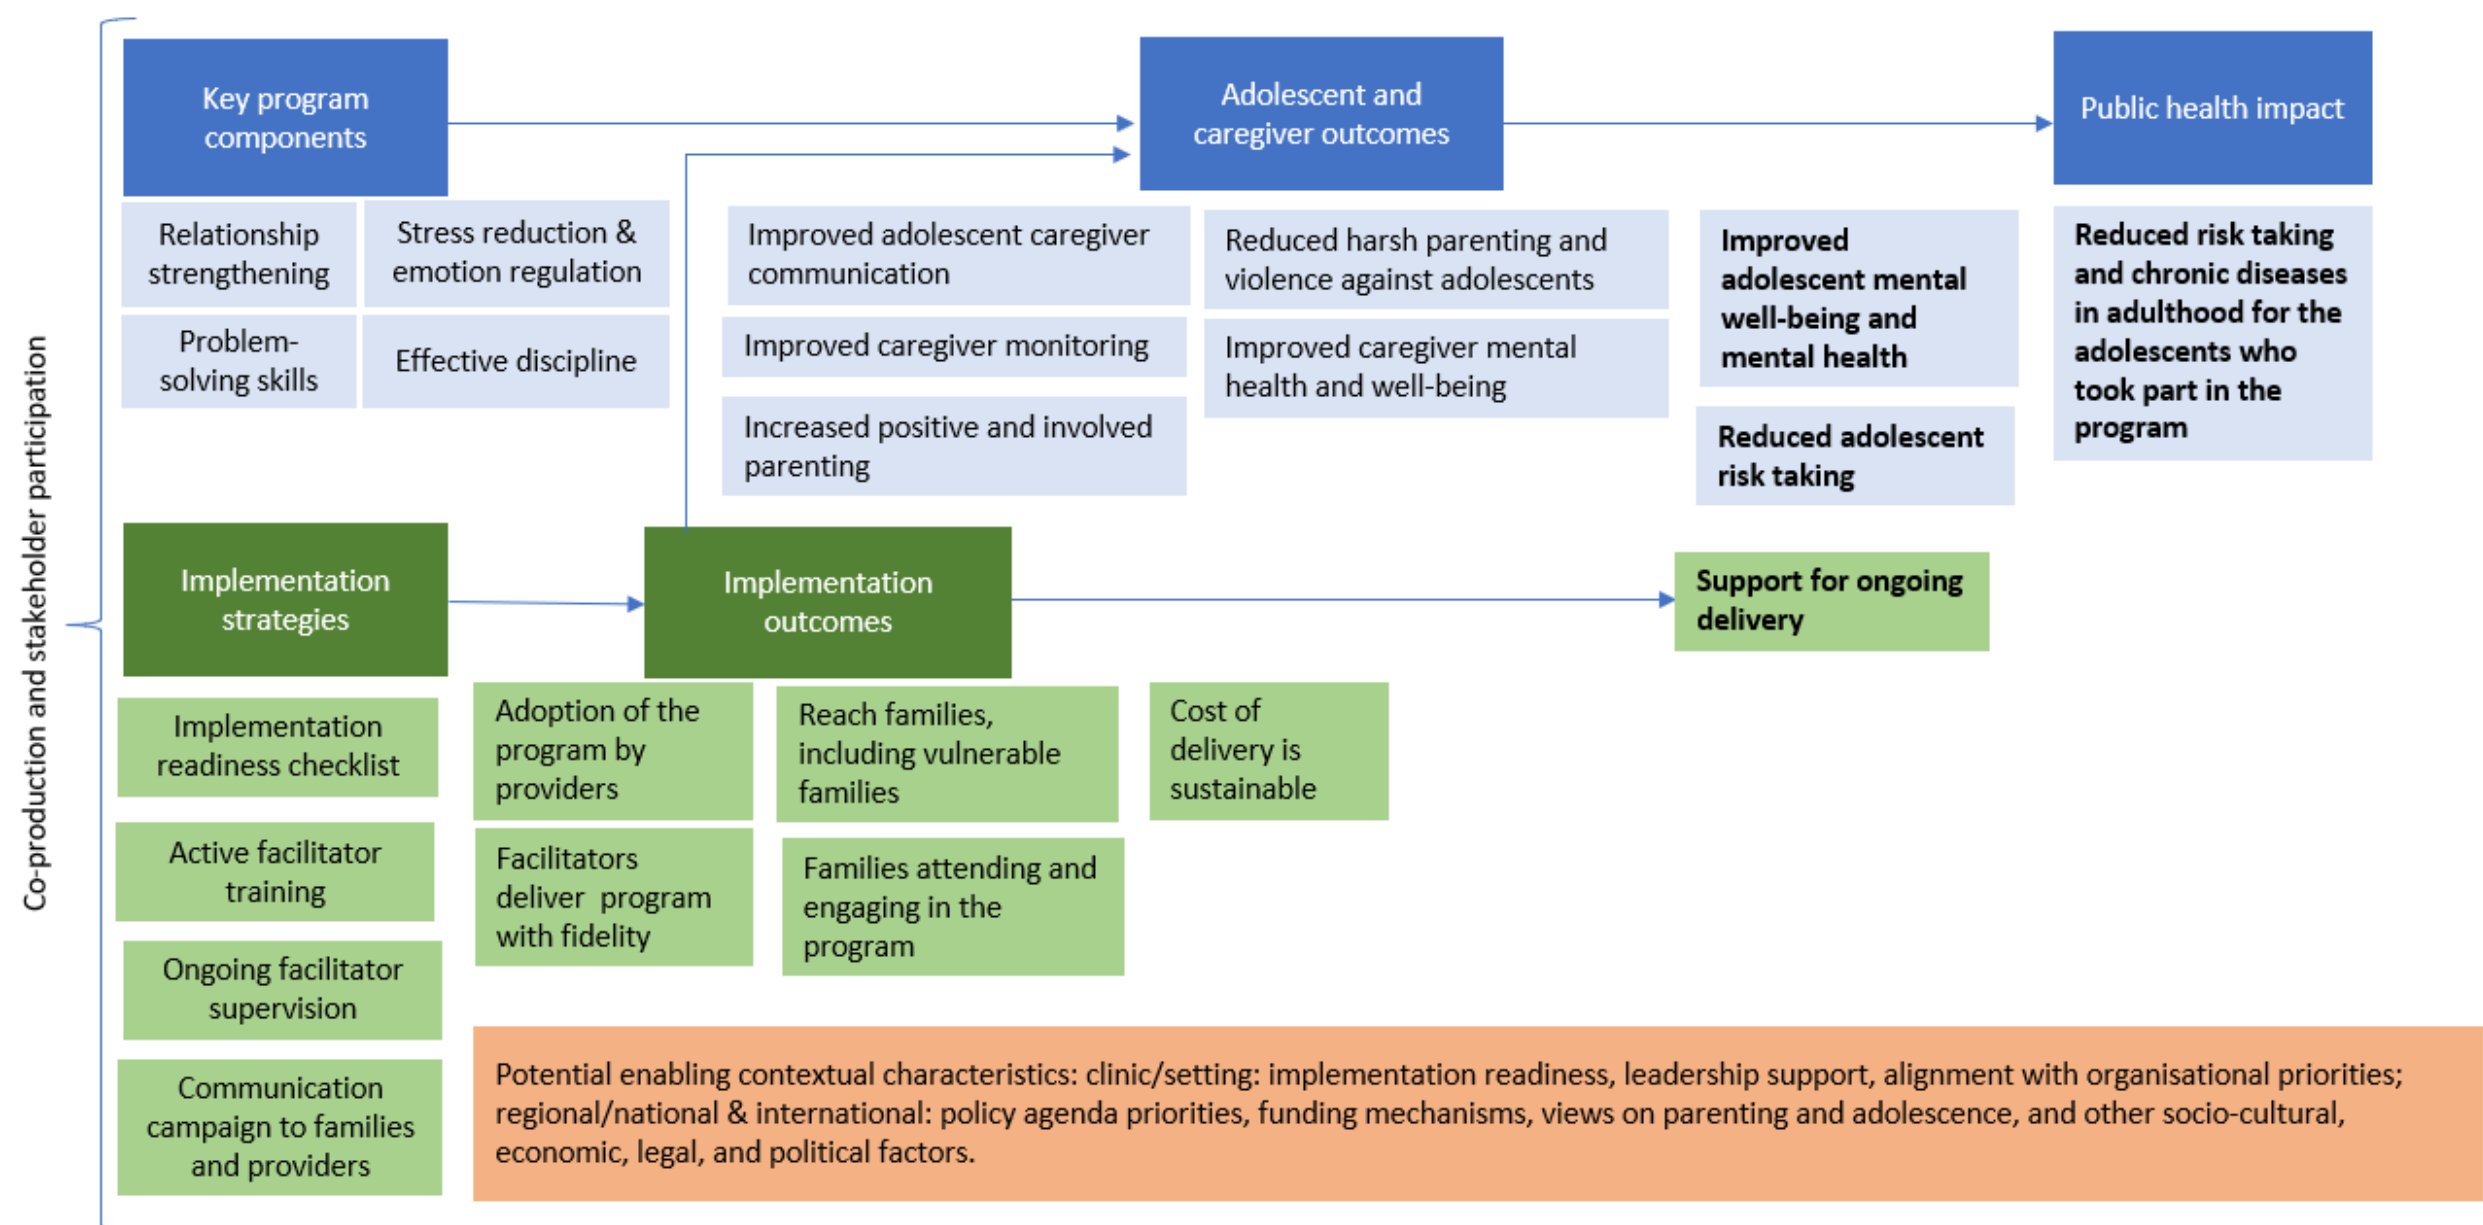 Co-production and stakeholder participation
Key program
components
Adolescent and
caregiver outcomes
Public health impact
Relationship
strengthening
Stress reduction &
emotion regulation
Problem-
solving skills
Effective discipline
Improved adolescent caregiver
communication
Improved caregiver monitoring
Increased positive and involved
parenting
Reduced harsh parenting and
violence against adolescents
Improved caregiver mental
health and well-being
Improved
adolescent mental
well-being and
mental health
Reduced adolescent
risk taking
Reduced risk taking
and chronic diseases
in adulthood for the
adolescents who
took part in the
program
Implementation
strategies
Implementation
outcomes
Support for ongoing
delivery
Implementation
readiness checklist
Active facilitator
training
Ongoing facilitator
supervision
Communication
campaign to families
and providers
Adoption of the
program by
providers
Facilitators
deliver  program
with fidelity
Reach families,
including vulnerable
families
Families attending and
engaging in the
program
Cost of
delivery is
sustainable
Potential enabling contextual characteristics: clinic/setting: implementation readiness, leadership support, alignment with organisational priorities;
regional/national & international: policy agenda priorities, funding mechanisms, views on parenting and adolescence, and other socio-cultural,
economic, legal, and political factors.